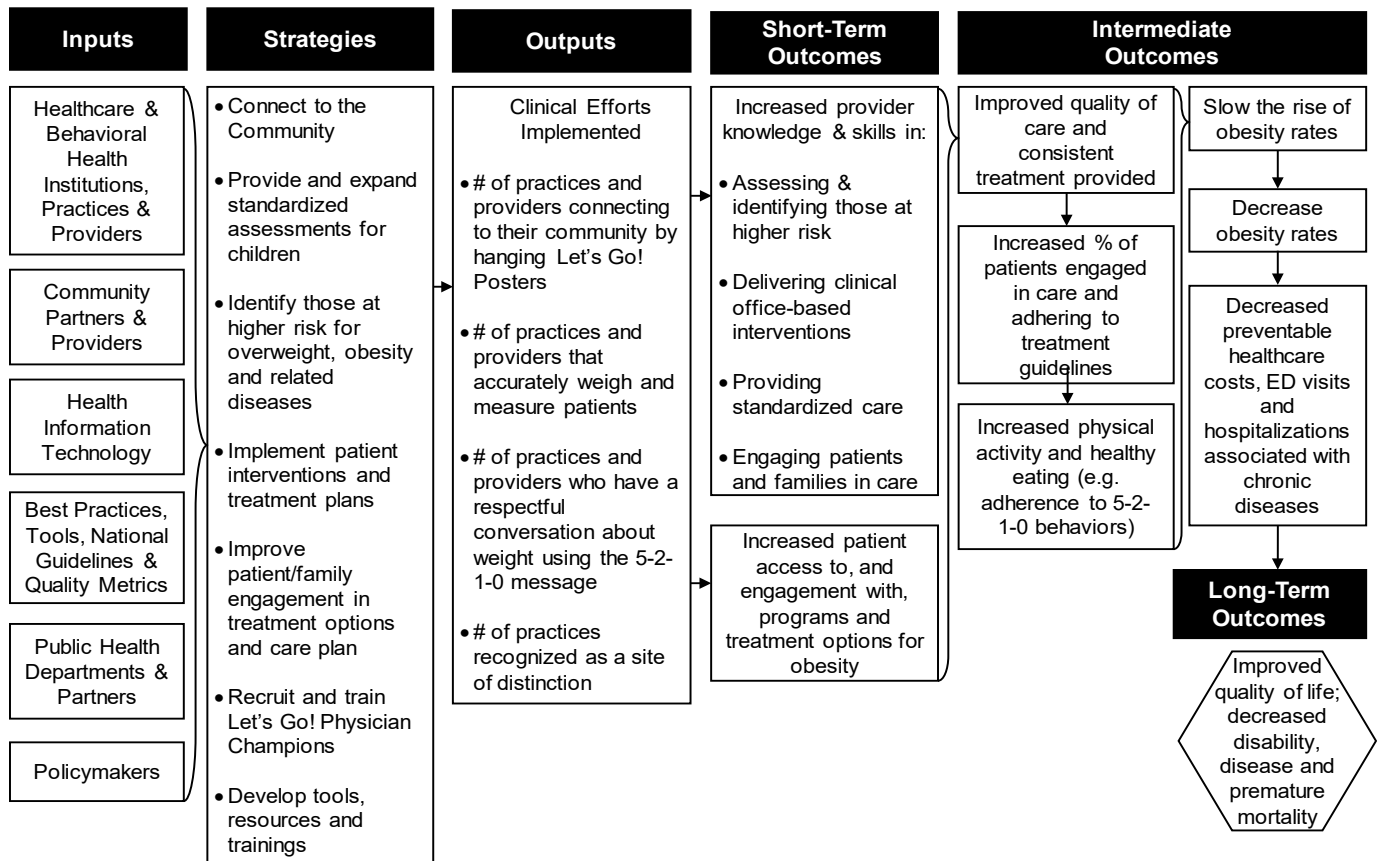 Inputs
Healthcare &
Behavioral
Health
Institutions,
Practices &
Providers
Community
Partners &
Providers
Health
Information
Technology
Best Practices,
Tools, National
Guidelines &
Quality Metrics
Public Health
Departments &
Partners
Policymakers
Strategies
• Connect to the
Community
• Provide and expand
standardized
assessments for
children
• Identify those at
higher risk for
overweight, obesity
and related
diseases
• Implement patient
interventions and
treatment plans
• Improve
patient/family
engagement in
treatment options
and care plan
• Recruit and train
Let's Go! Physician
Champions
• Develop tools,
resources and
trainings
Outputs
Clinical Efforts
Implemented
• # of practices and
providers connecting
to their community by
hanging Let's Go!
Posters
• # of practices and
providers that
accurately weigh and
measure patients
• # of practices and
providers who have a
respectful
conversation about
weight using the 5-2-
1-0 message
• # of practices
recognized as a site
of distinction
Short-Term
Outcomes
Increased provider
knowledge & skills in:
• Assessing &
identifying those at
higher risk
• Delivering clinical
office-based
interventions
• Providing
standardized care
• Engaging patients
and families in care
Increased patient
access to, and
engagement with,
programs and
treatment options for
obesity
Intermediate
Outcomes
Improved quality of
care and
consistent
treatment provided
Increased % of
patients engaged
in care and
adhering to
treatment
guidelines
Increased physical
activity and healthy
eating (e.g.
adherence to 5-2-
1-0 behaviors)
Slow the rise of
obesity rates
Decrease
obesity rates
Decreased
preventable
healthcare
costs, ED visits
and
hospitalizations
associated with
chronic
diseases
Long-Term
Outcomes
Improved
quality of life;
decreased
disability,
disease and
premature
mortality